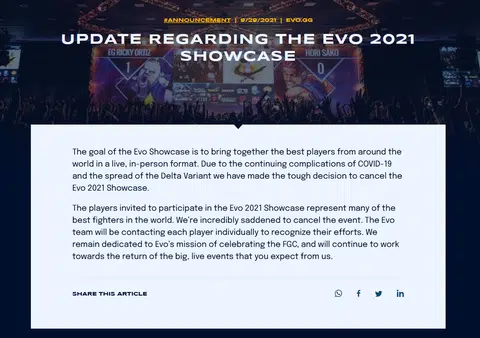 #ANNOUNCEMENT | 9/29/2021 | EVO.GG
UPDATE REGARDING THE EVO 2021
SHOWCASE
EG RICKY ORTIZ
HORI SAKO
1
0
The goal of the Evo Showcase is to bring together the best players from around the
world in a live, in-person format. Due to the continuing complications of COVID-19
and the spread of the Delta Variant we have made the tough decision to cancel the
Evo 2021 Showcase.
The players invited to participate in the Evo 2021 Showcase represent many of the
best fighters in the world. We're incredibly saddened to cancel the event. The Evo
team will be contacting each player individually to recognize their efforts. We
remain dedicated to Evo's mission of celebrating the FGC, and will continue to work
towards the return of the big, live events that you expect from us.
SHARE THIS ARTICLE